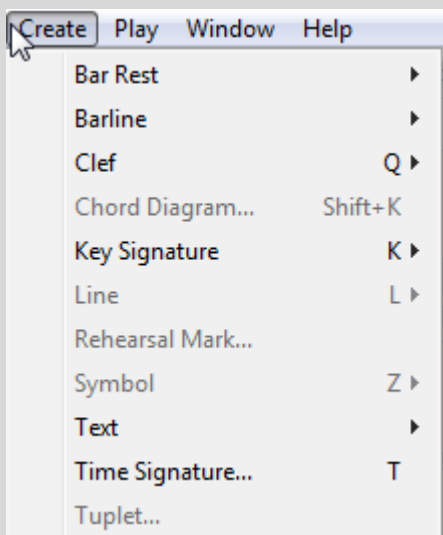 Create Play Window Help
Bar Rest
Barline
Clef Q
Chord Diagram... Shift+K
Key Signature K
Line L
Rehearsal Mark...
Symbol Z
Text
Time Signature... T
Tuplet...